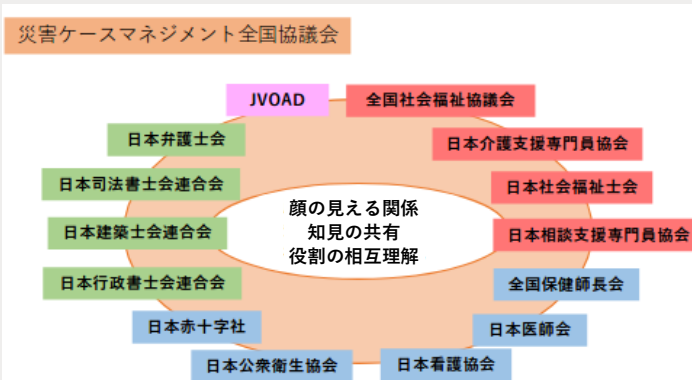 災害ケースマネジメント全国協議会
JVOAD
全国社会福祉協議会
日本弁護士会
日本介護支援専門員協会
日本司法書士会連合会
日本社会福祉士会
顔の見える関係
知見の共有
役割の相互理解
日本建築士会連合会
日本相談支援専門員協会
日本行政書士会連合会
全国保健師長会
日本赤十字社
日本医師会
日本公衆衛生協会
日本看護協会